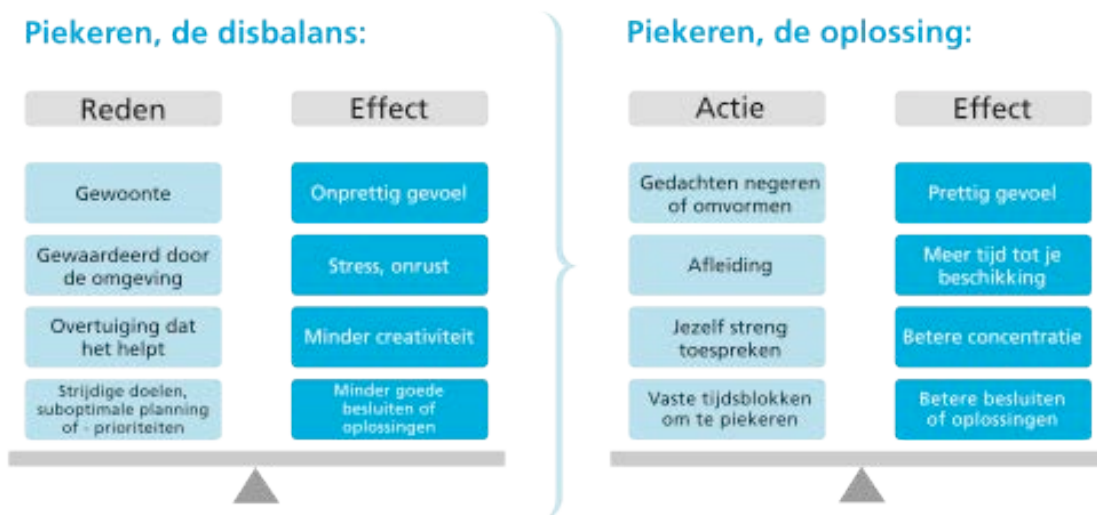 Piekeren, de disbalans:
Reden
Effect
Gewoonte
Onprettig gevoel
Gewaardeerd door
de omgeving
Stress, onrust
Overtuiging dat
het helpt
Minder creativiteit
Strijdige doelen,
suboptimale planning
of - prioriteiten
Minder goede
besluiten of
oplossingen
Piekeren, de oplossing:
Actie
Effect
Gedachten negeren
of omvormen
Prettig gevoel
Afleiding
Meer tijd tot je
beschikking
Jezelf streng
toespreken
Betere concentratie
Vaste tijdsblokken
om te piekeren
Betere besluiten
of oplossingen